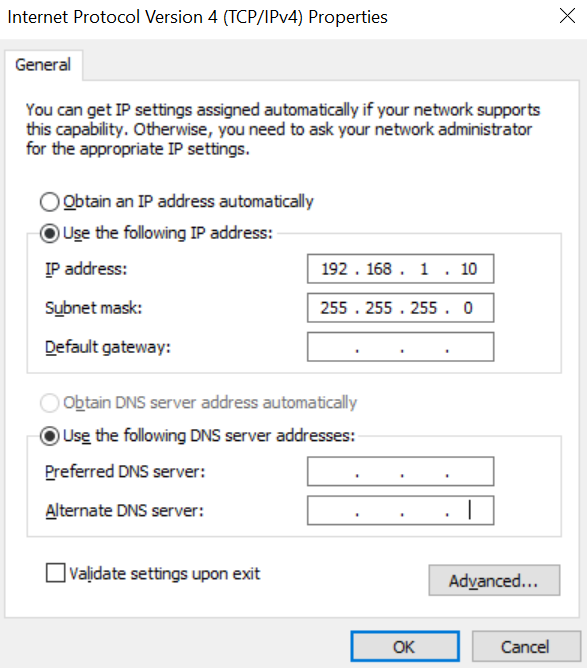 Internet Protocol Version 4 (TCP/IPv4) Properties
General
You can get IP settings assigned automatically if your network supports
this capability. Otherwise, you need to ask your network administrator
for the appropriate IP settings.
Obtain an IP address automatically
Use the following IP address:
IP address: 192 . 168 . 1 . 10
Subnet mask: 255 . 255 . 255 . 0
Default gateway: . . .
Obtain DNS server address automatically
Use the following DNS server addresses:
Preferred DNS server: . . .
Alternate DNS server: . . .
Validate settings upon exit
Advanced...
OK Cancel